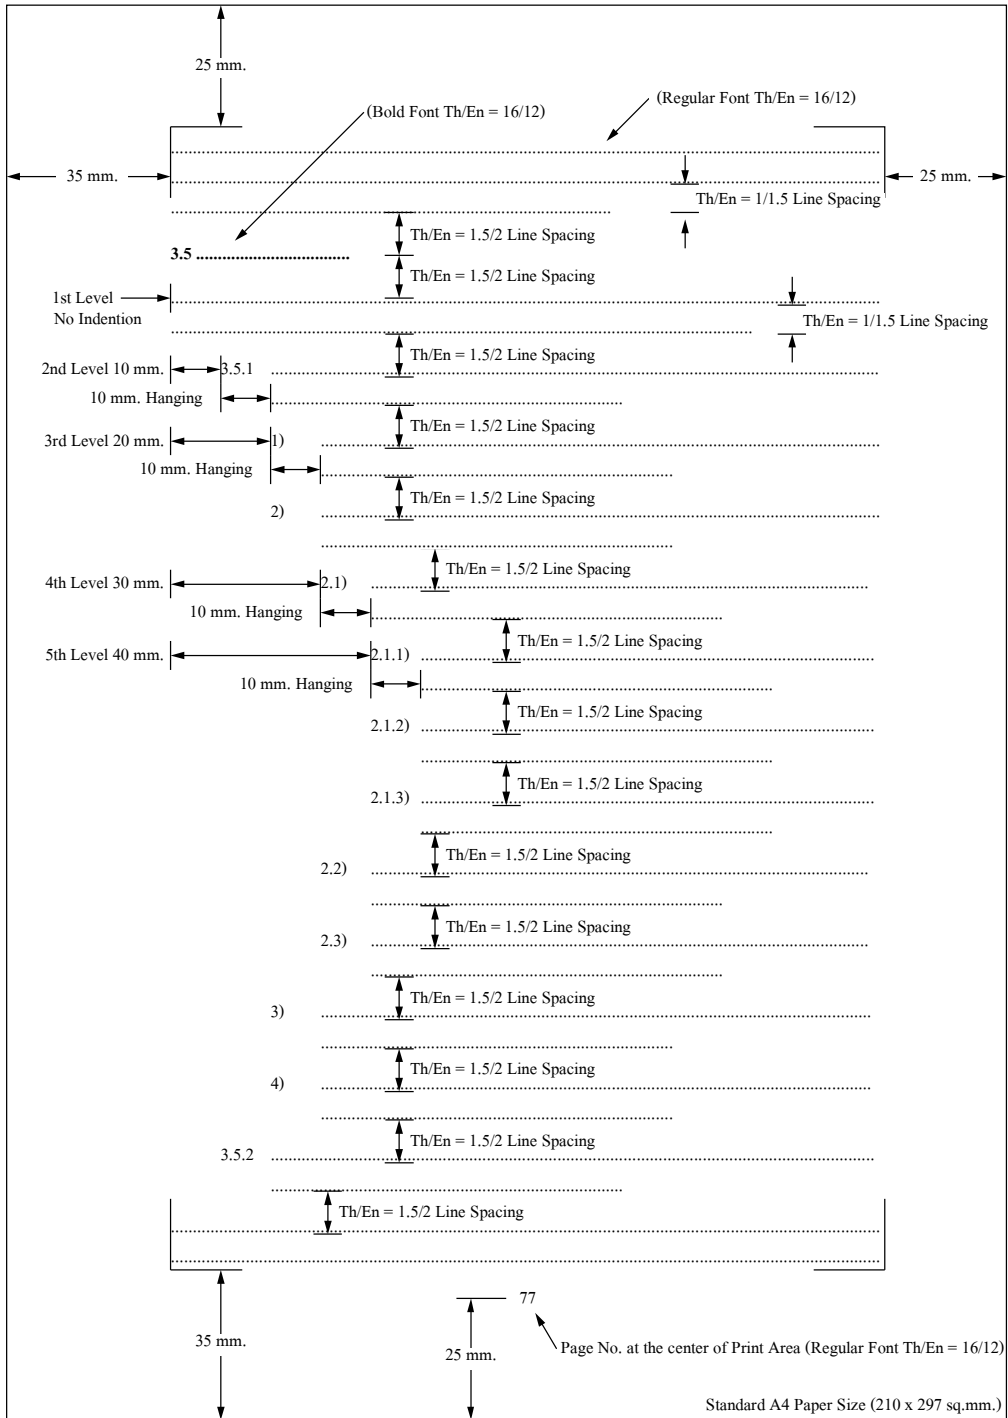 25 mm.
(Bold Font Th/En = 16/12)
(Regular Font Th/En = 16/12)
35 mm.
25 mm.
Th/En = 1/1.5 Line Spacing
Th/En = 1.5/2 Line Spacing
3.5
Th/En = 1.5/2 Line Spacing
1st Level
No Indention
Th/En = 1/1.5 Line Spacing
Th/En = 1.5/2 Line Spacing
2nd Level 10 mm.
3.5.1
10 mm. Hanging
Th/En = 1.5/2 Line Spacing
3rd Level 20 mm.
1)
10 mm. Hanging
Th/En = 1.5/2 Line Spacing
2)
Th/En = 1.5/2 Line Spacing
4th Level 30 mm.
2.1)
10 mm. Hanging
Th/En = 1.5/2 Line Spacing
5th Level 40 mm.
2.1.1)
10 mm. Hanging
Th/En = 1.5/2 Line Spacing
2.1.2)
Th/En = 1.5/2 Line Spacing
2.1.3)
Th/En = 1.5/2 Line Spacing
2.2)
Th/En = 1.5/2 Line Spacing
2.3)
Th/En = 1.5/2 Line Spacing
3)
Th/En = 1.5/2 Line Spacing
4)
Th/En = 1.5/2 Line Spacing
3.5.2
Th/En = 1.5/2 Line Spacing
77
35 mm.
25 mm.
Page No. at the center of Print Area (Regular Font Th/En = 16/12)
Standard A4 Paper Size (210 x 297 sq.mm.)